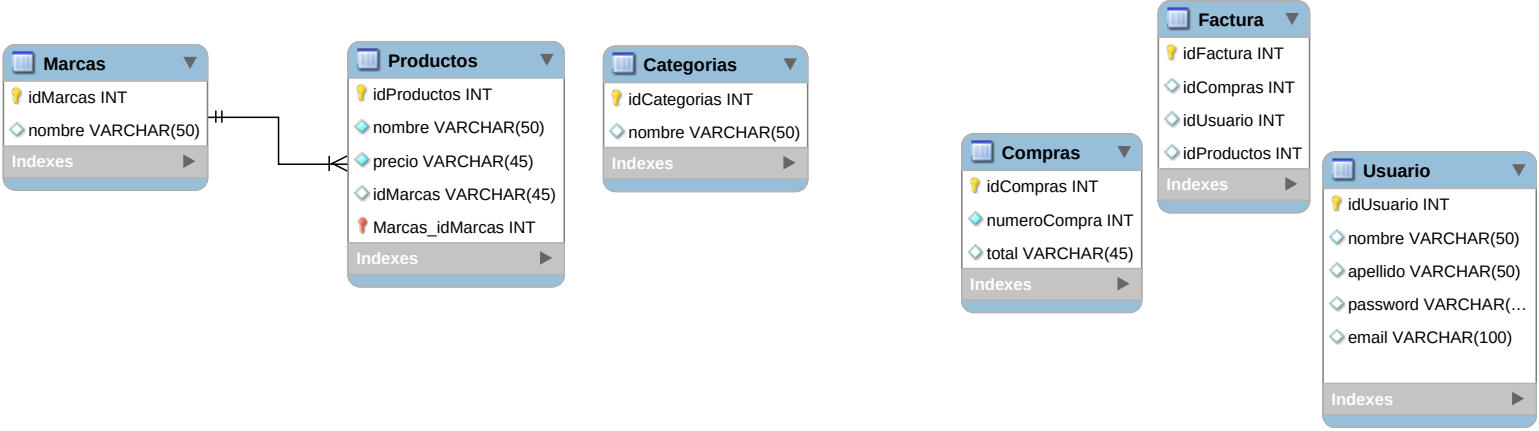 Marcas
idMarcas INT
nombre VARCHAR(50)
Indexes
Productos
idProductos INT
nombre VARCHAR(50)
precio VARCHAR(45)
idMarcas VARCHAR(45)
Marcas_idMarcas INT
Indexes
Categorias
idCategorias INT
nombre VARCHAR(50)
Indexes
Compras
idCompras INT
numeroCompra INT
total VARCHAR(45)
Indexes
Factura
idFactura INT
idCompras INT
idUsuario INT
idProductos INT
Indexes
Usuario
idUsuario INT
nombre VARCHAR(50)
apellido VARCHAR(50)
password VARCHAR(…
email VARCHAR(100)
Indexes